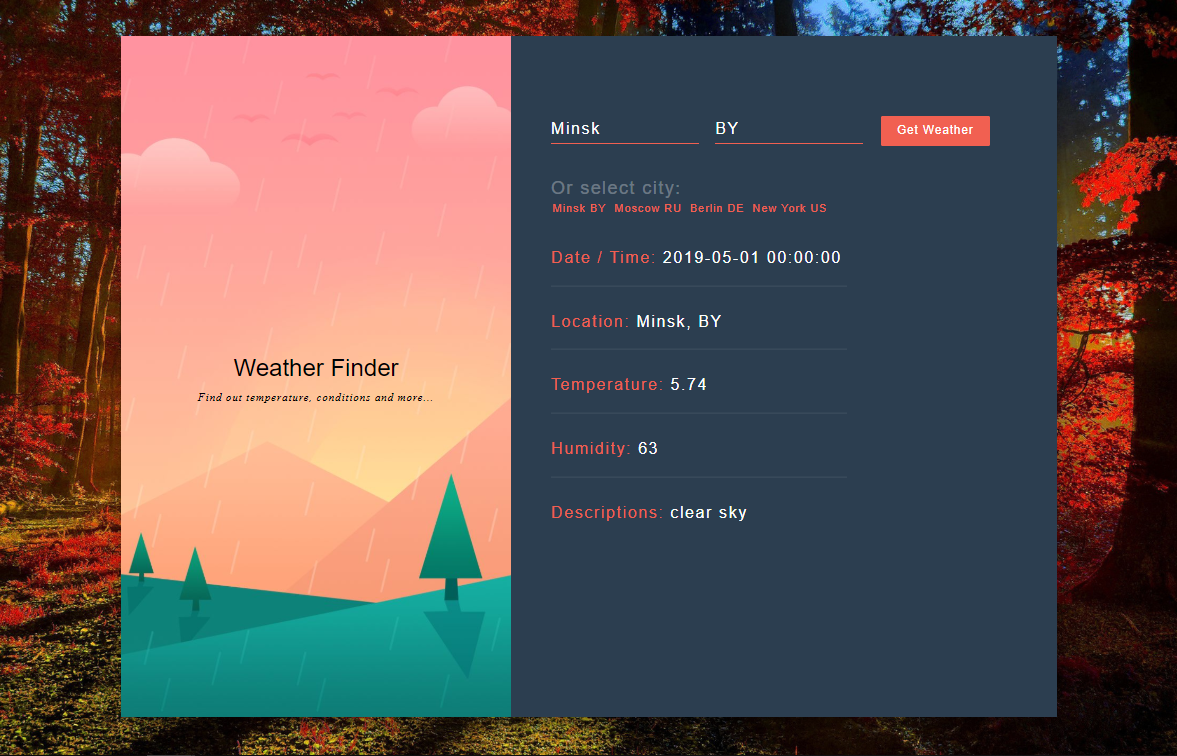 Weather Finder
Find out temperature, conditions and more...
Minsk BY Get Weather
Or select city:
Minsk BY Moscow RU Berlin DE New York US
Date / Time: 2019-05-01 00:00:00
Location: Minsk, BY
Temperature: 5.74
Humidity: 63
Descriptions: clear sky